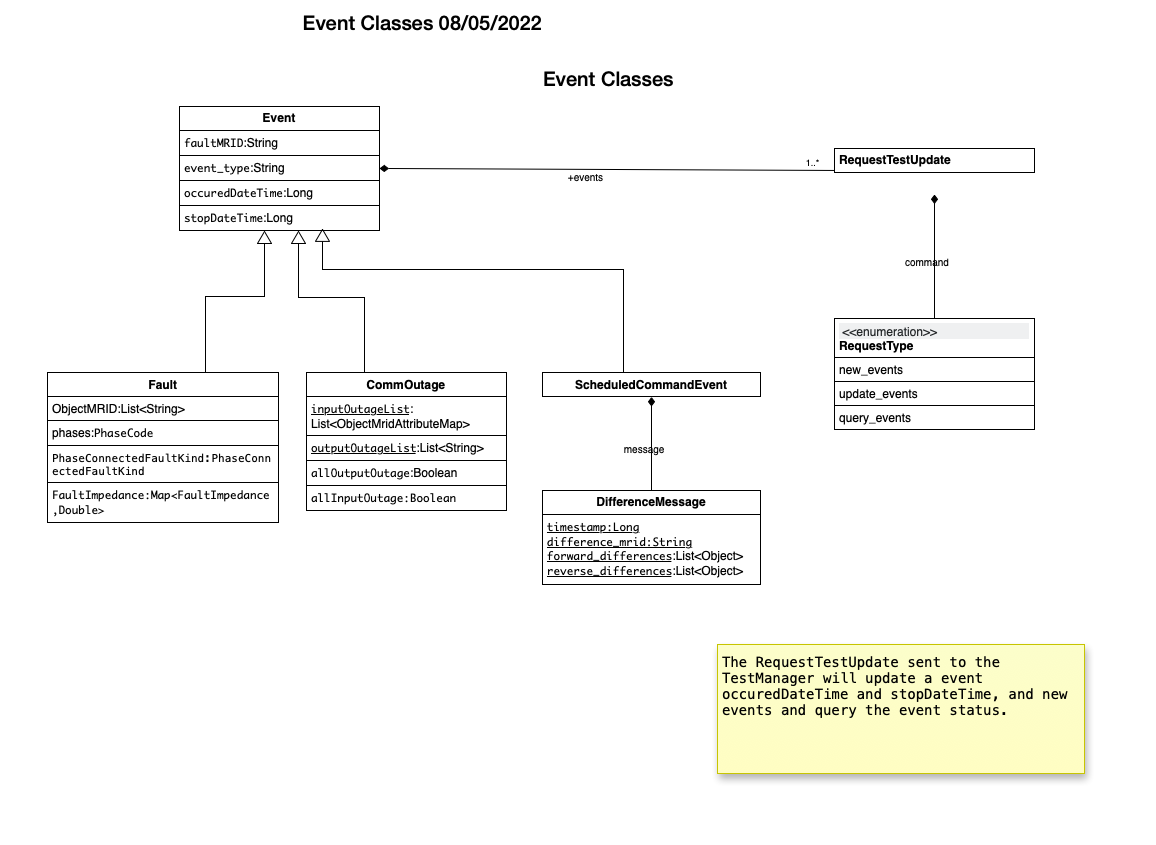 Event Classes 08/05/2022
Event Classes
Event
faultMRID:String
event_type:String
occuredDateTime:Long
stopDateTime:Long
1..*
+events
RequestTestUpdate
command
<<enumeration>>
RequestType
new_events
update_events
query_events
Fault
ObjectMRID:List<String>
phases:PhaseCode
PhaseConnectedFaultKind:PhaseConn
ectedFaultKind
FaultImpedance:Map<FaultImpedance
,Double>
CommOutage
inputOutageList:
List<ObjectMridAttributeMap>
outputOutageList:List<String>
allOutputOutage:Boolean
allInputOutage:Boolean
ScheduledCommandEvent
message
DifferenceMessage
timestamp:Long
difference_mrid:String
forward_differences:List<Object>
reverse_differences:List<Object>
The RequestTestUpdate sent to the
TestManager will update a event
occuredDateTime and stopDateTime, and new
events and query the event status.